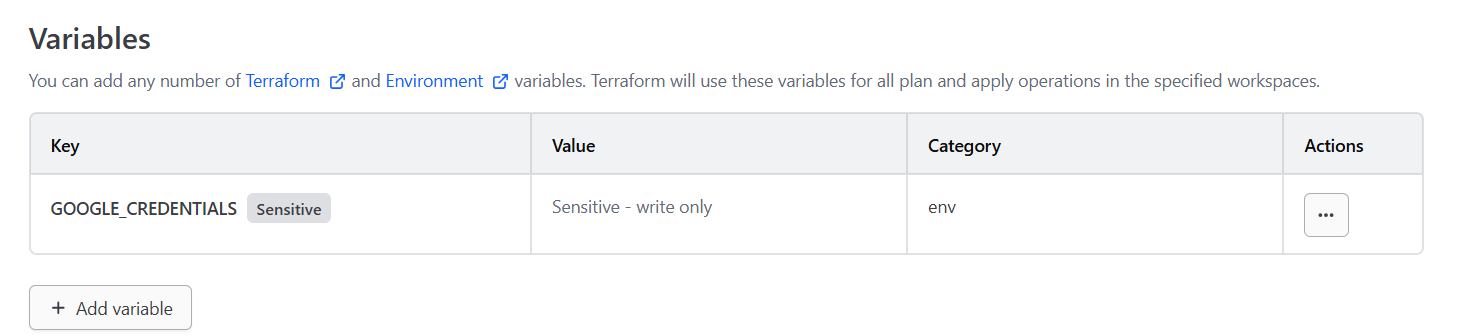 Variables
You can add any number of Terraform and Environment variables. Terraform will use these variables for all plan and apply operations in the specified workspaces.
Key Value Category Actions
GOOGLE_CREDENTIALS Sensitive Sensitive - write only env ...
+ Add variable